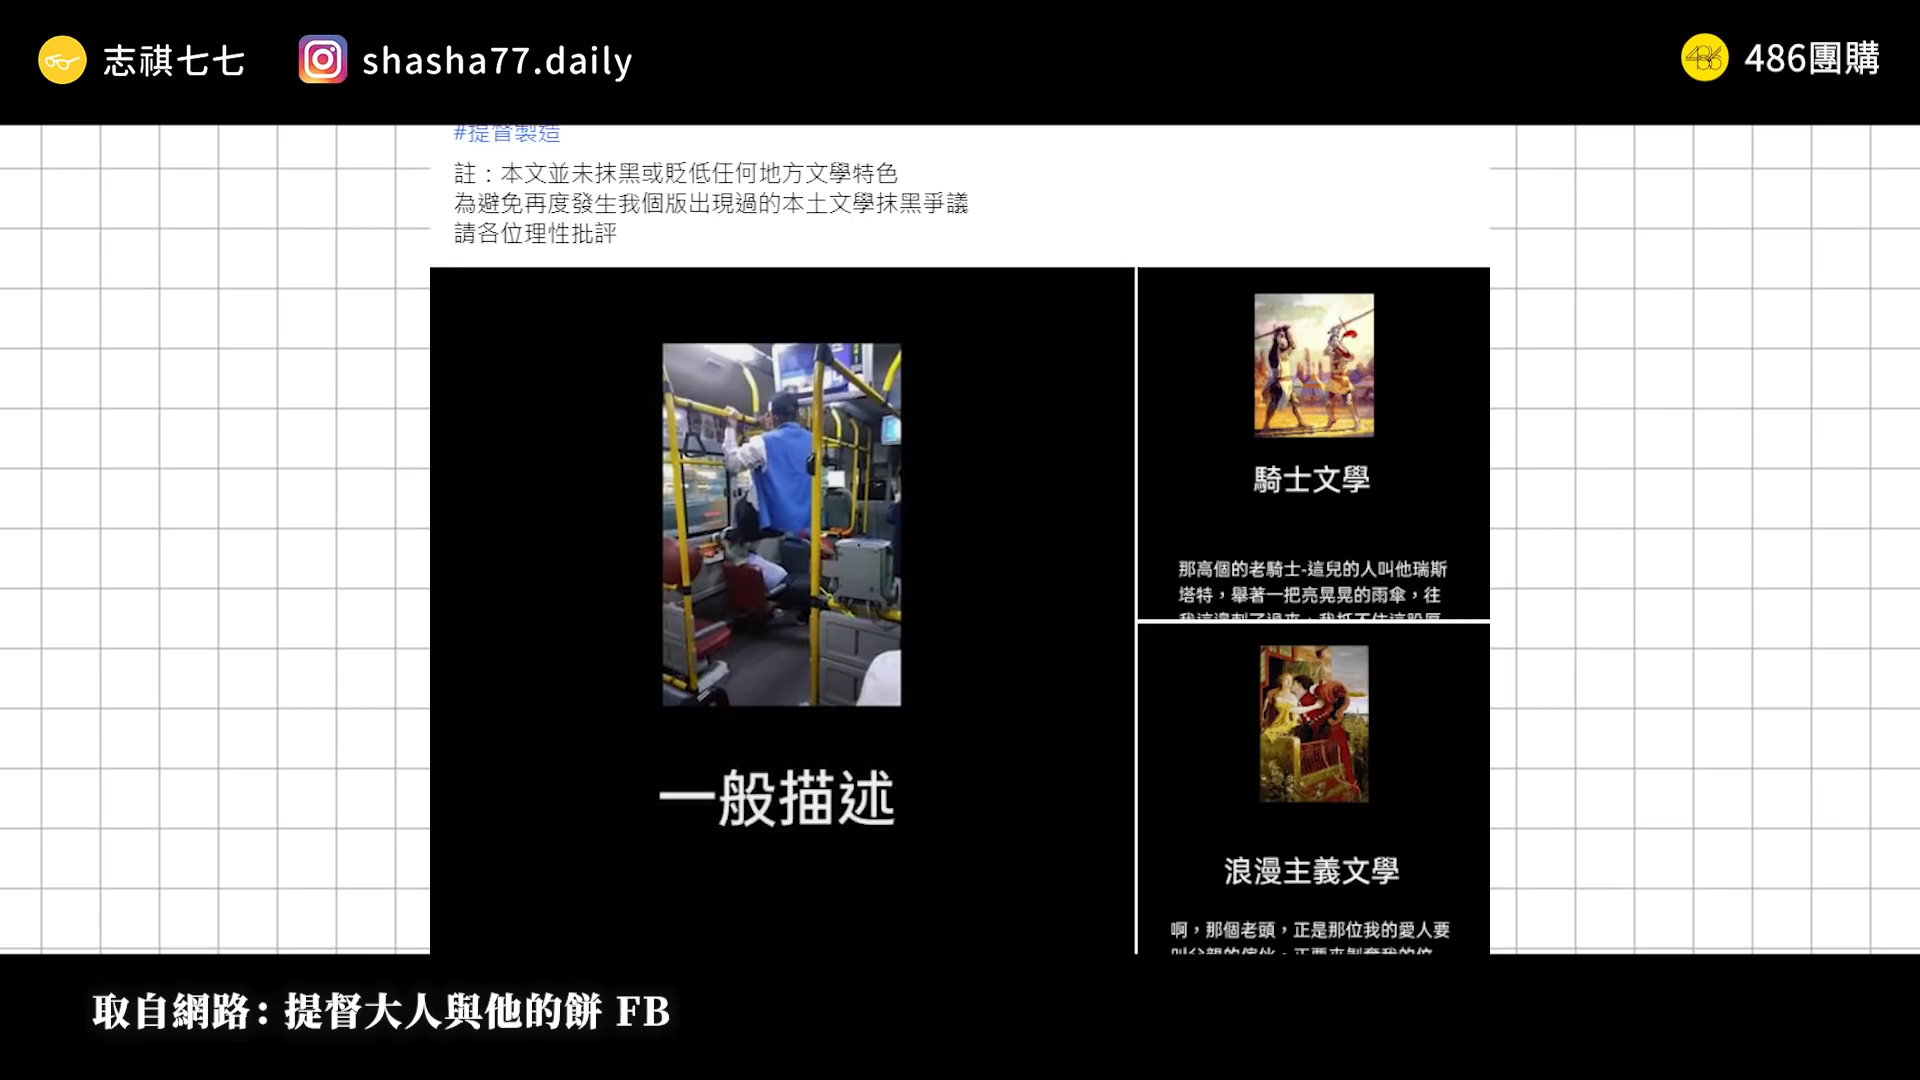 志祺七七
shasha77.daily
486團購
#提督製造
註：本文並未抹黑或貶低任何地方文學特色
為避免再度發生我個版出現過的本土文學抹黑爭議
請各位理性批評
一般描述
騎士文學
那高個的老騎士-這兒的人叫他瑞斯
塔特，舉著一把亮晃晃的雨傘，往
浪漫主義文學
啊，那個老頭，正是那位我的愛人要
取自網路：提督大人與他的餅 FB